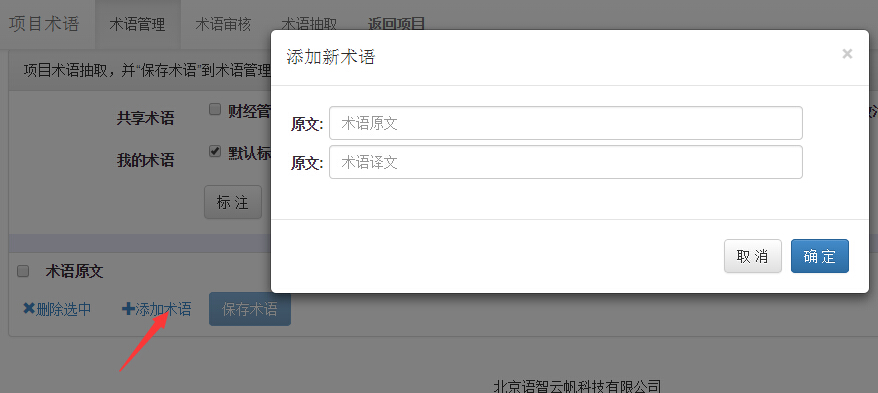 项目术语 术语管理 术语审核 术语抽取 返回项目
添加新术语 ×
项目术语抽取，并“保存术语”到术语管理
共享术语 财经管
原文: 术语原文
我的术语 默认标
原文: 术语译文
标 注
取 消 确 定
术语原文
删除选中 添加术语 保存术语
北京语智云帆科技有限公司